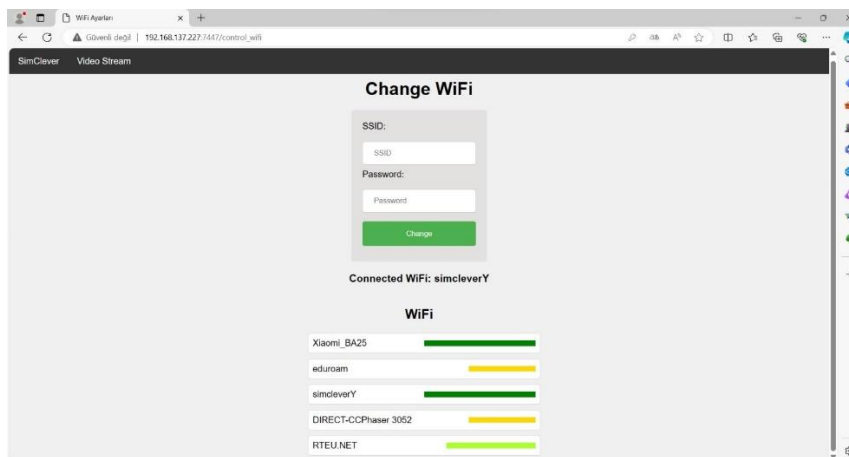 WiFi Ayarları
Güvenli değil | 192.168.137.227:7447/control_wifi
SimClever Video Stream
Change WiFi
SSID:
SSID
Password:
Password
Change
Connected WiFi: simcleverY
WiFi
Xiaomi_BA25
eduroam
simcleverY
DIRECT-CCPhaser 3052
RTEU.NET